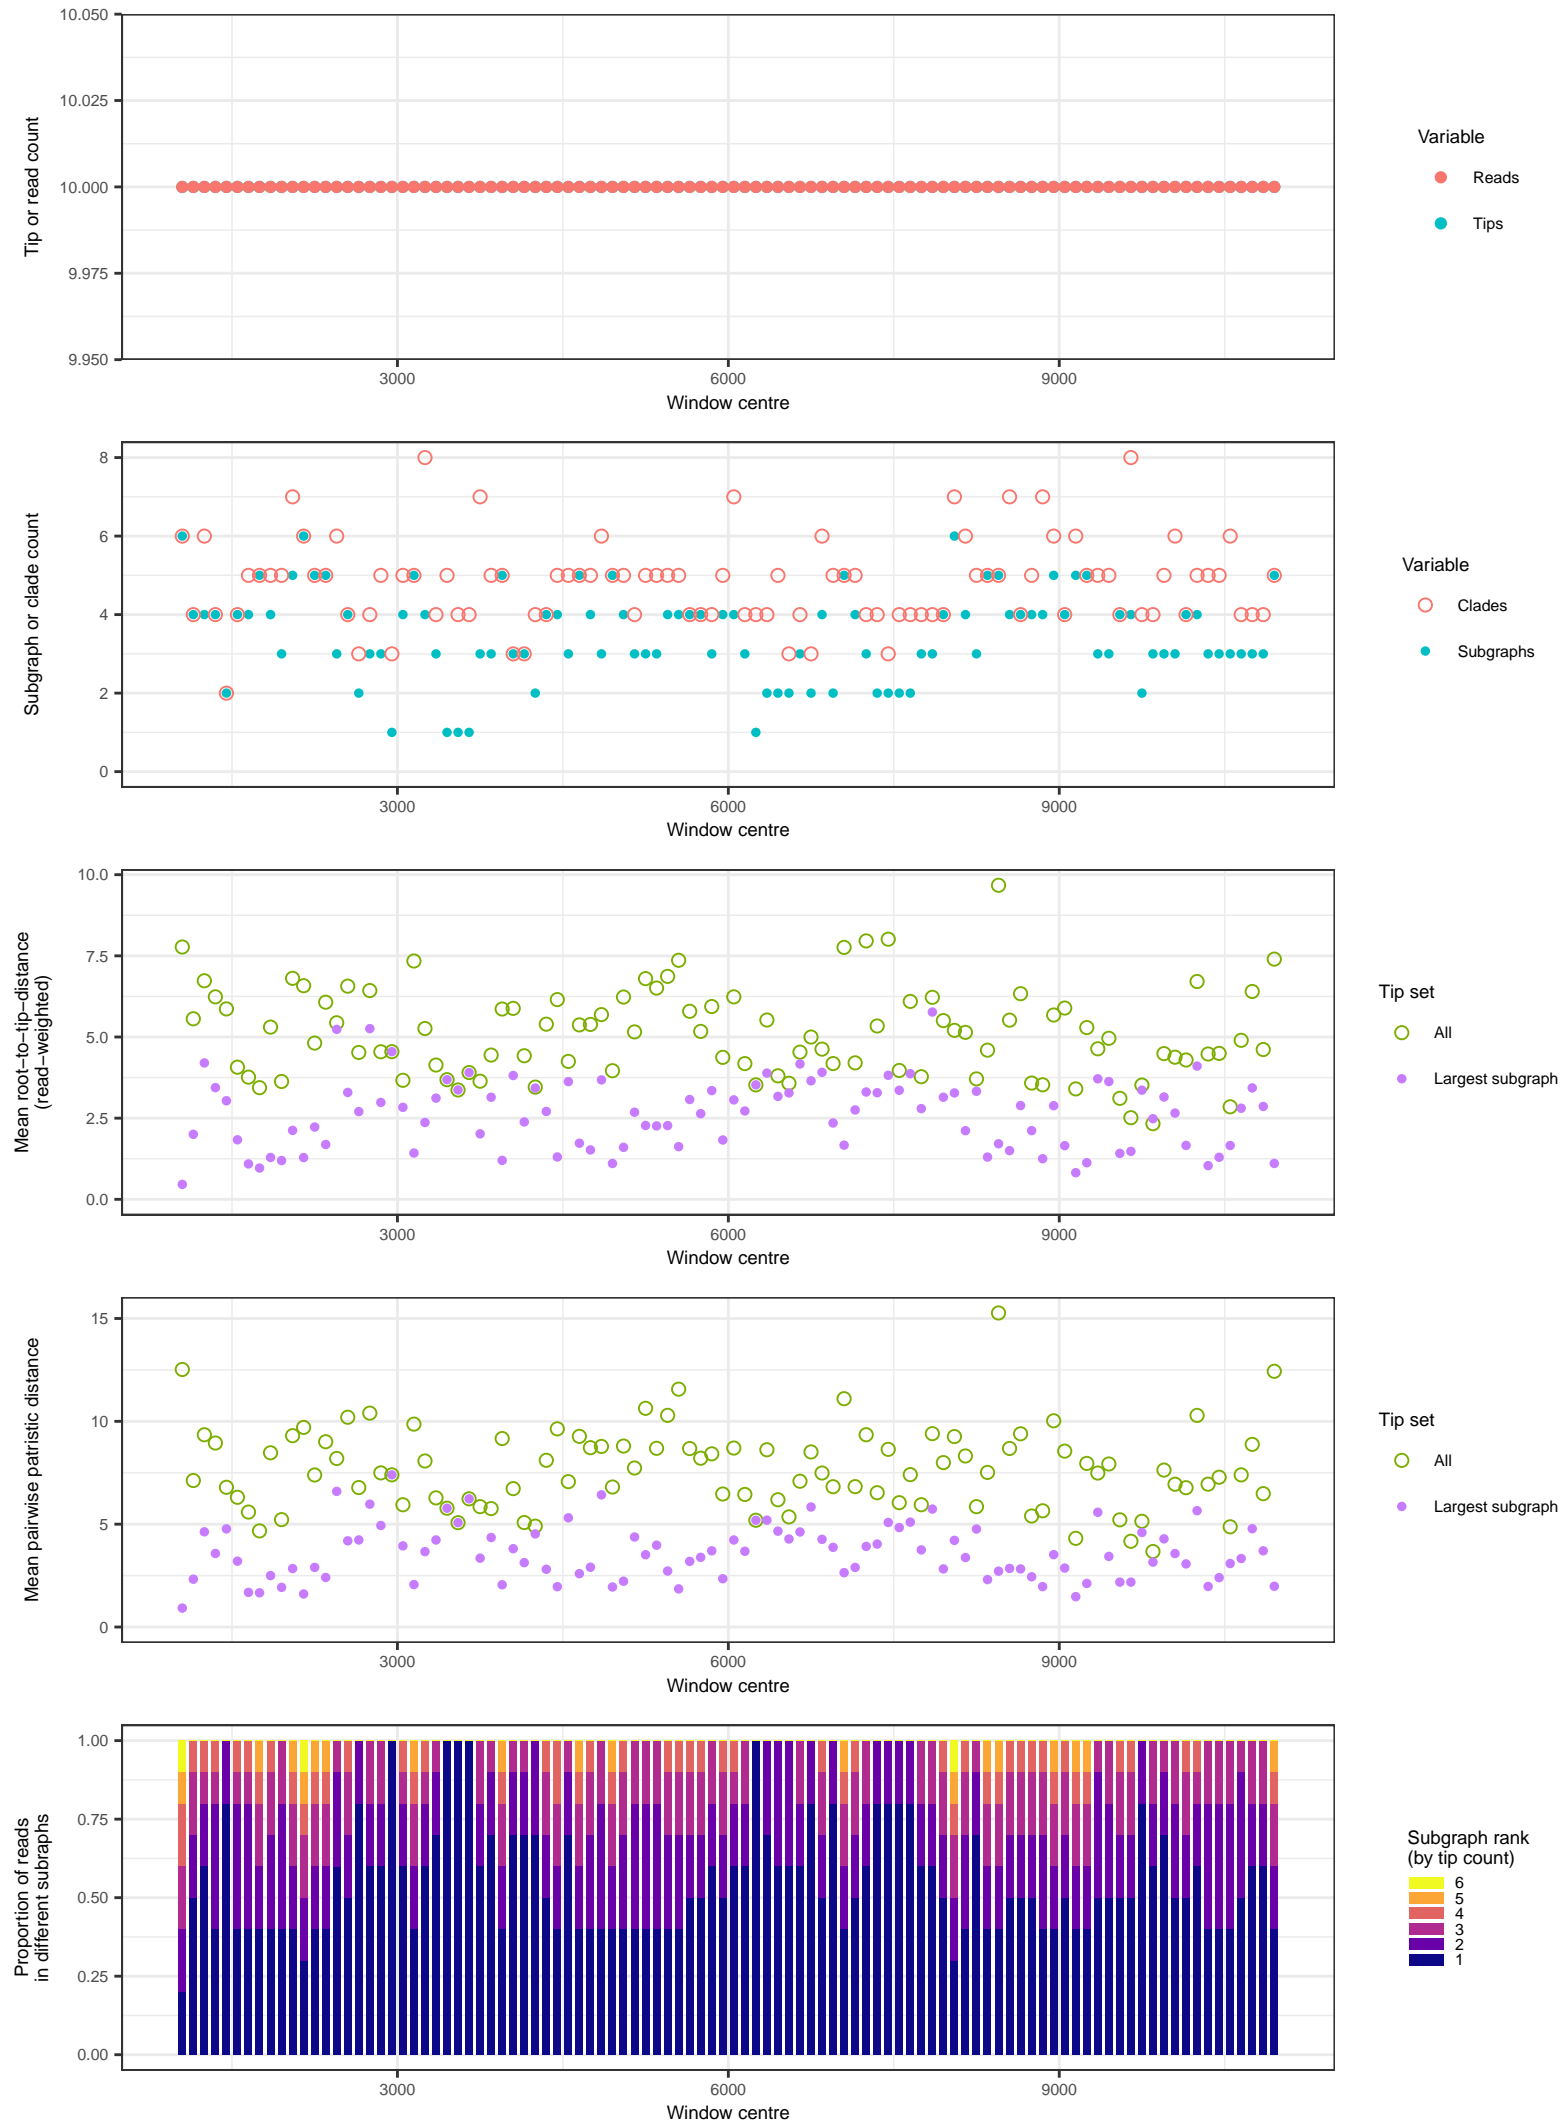 10.050
10.025
10.000
9.975
9.950
Tip or read count
3000
6000
9000
Window centre
Variable
Reads
Tips
8
6
4
2
0
Subgraph or clade count
3000
6000
9000
Window centre
Variable
Clades
Subgraphs
10.0
7.5
5.0
2.5
0.0
Mean root−to−tip−distance
(read−weighted)
3000
6000
9000
Window centre
Tip set
All
Largest subgraph
15
10
5
0
Mean pairwise patristic distance
3000
6000
9000
Window centre
Tip set
All
Largest subgraph
1.00
0.75
0.50
0.25
0.00
Proportion of reads
in different subraphs
3000
6000
9000
Window centre
Subgraph rank
(by tip count)
6
5
4
3
2
1